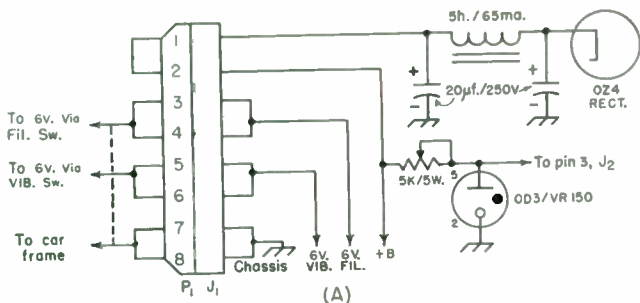 5h./65ma.
1
2
3
4
5
6
7
8
+
20µf./250V
+
-
-
OZ4
RECT.
To 6v. Via
Fil. Sw.
To 6v. Via
VIB. Sw.
To car
frame
5K/5W.
5
To pin 3, J2
OD3/VR 150
2
Chassis
6V.
VIB.
6V.
FIL.
+B
P1 J1
(A)